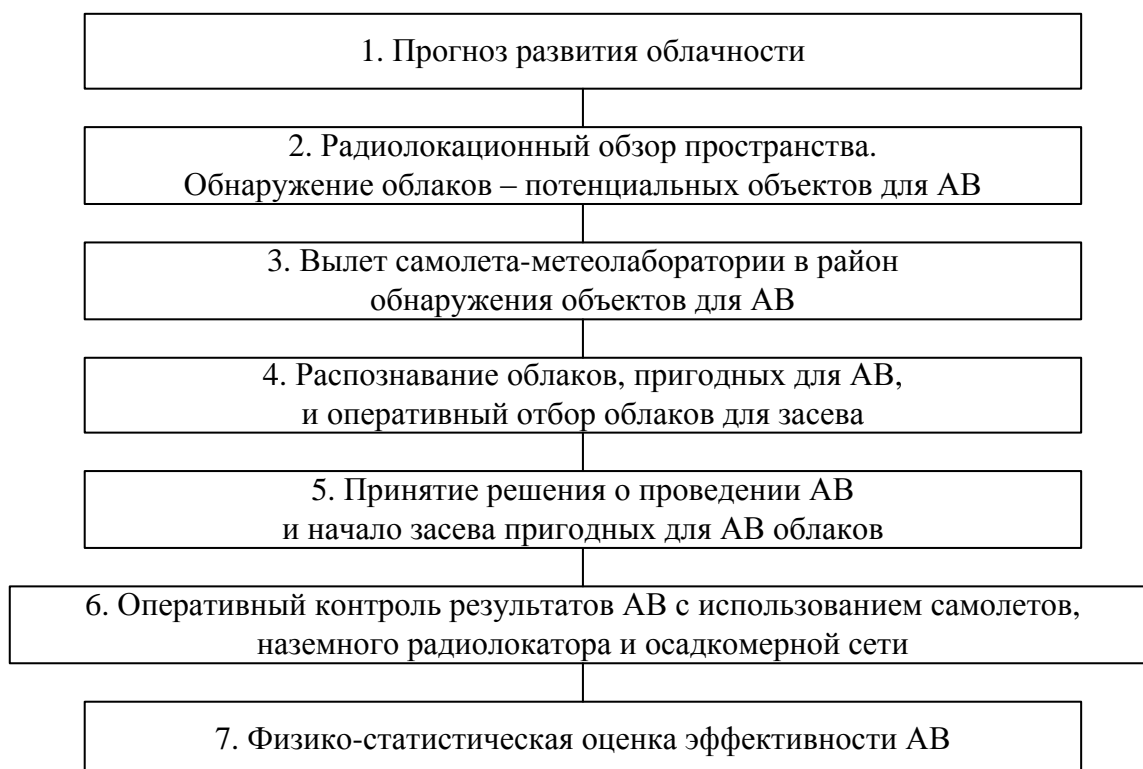 1. Прогноз развития облачности
2. Радиолокационный обзор пространства.
Обнаружение облаков – потенциальных объектов для АВ
3. Вылет самолета-метеолаборатории в район
обнаружения объектов для АВ
4. Распознавание облаков, пригодных для АВ,
и оперативный отбор облаков для засева
5. Принятие решения о проведении АВ
и начало засева пригодных для АВ облаков
6. Оперативный контроль результатов АВ с использованием самолетов,
наземного радиолокатора и осадкомерной сети
7. Физико-статистическая оценка эффективности АВ